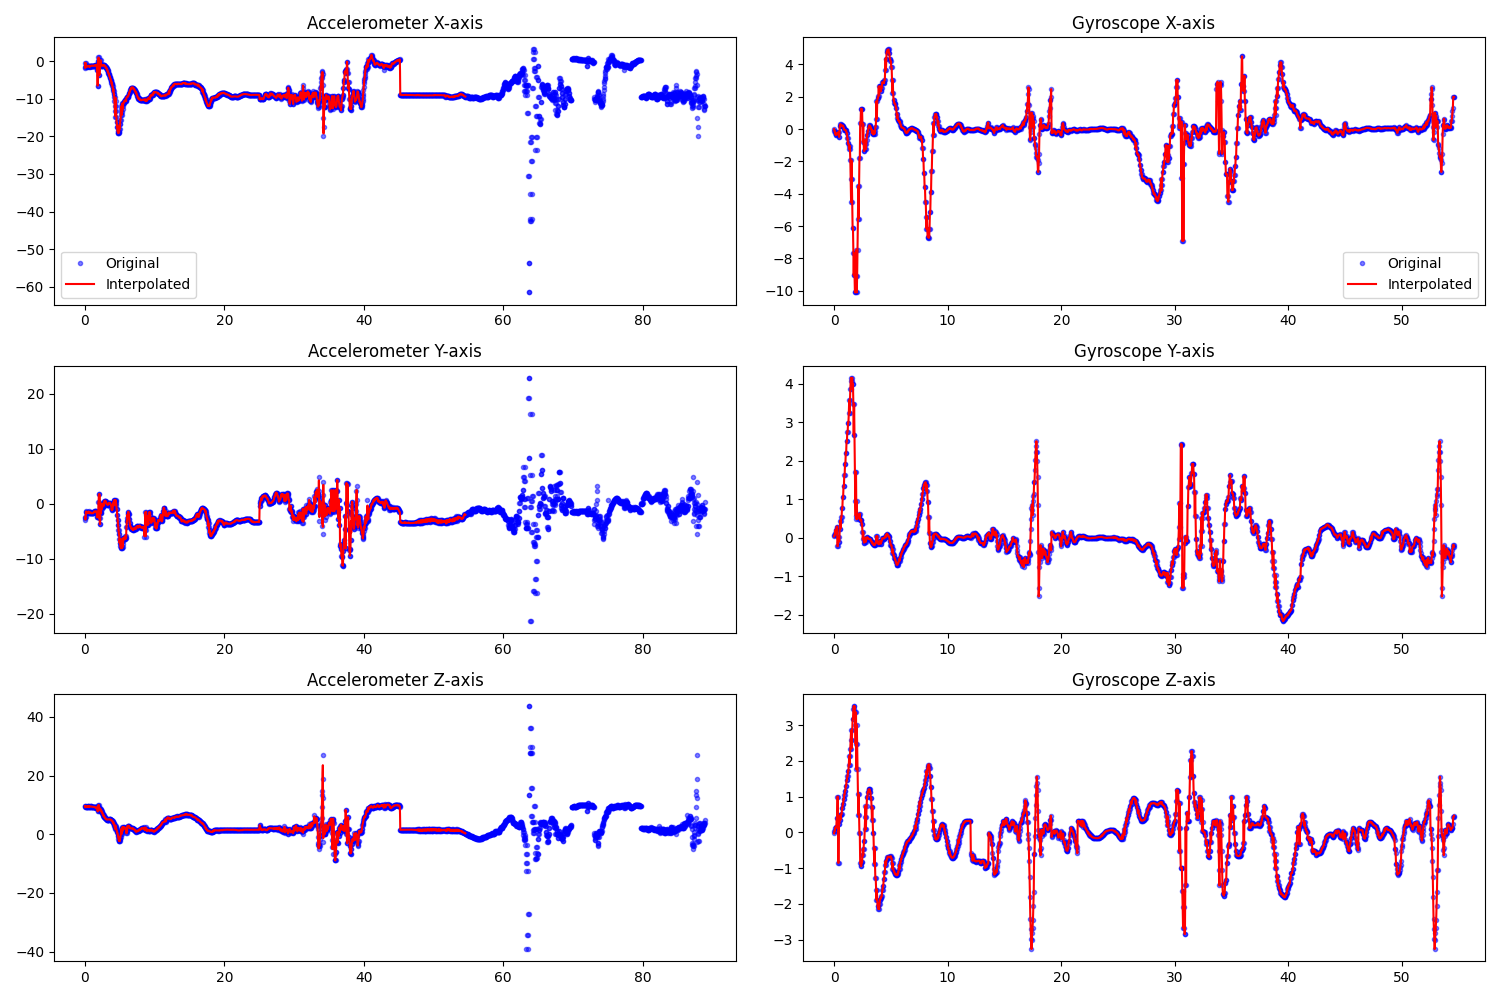 Accelerometer X-axis
0
−10
−20
−30
−40
−50
−60
Original
Interpolated
0 20 40 60 80
Gyroscope X-axis
4
2
0
−2
−4
−6
−8
−10
Original
Interpolated
0 10 20 30 40 50
Accelerometer Y-axis
20
10
0
−10
−20
0 20 40 60 80
Gyroscope Y-axis
4
3
2
1
0
−1
−2
0 10 20 30 40 50
Accelerometer Z-axis
40
20
0
−20
−40
0 20 40 60 80
Gyroscope Z-axis
3
2
1
0
−1
−2
−3
0 10 20 30 40 50